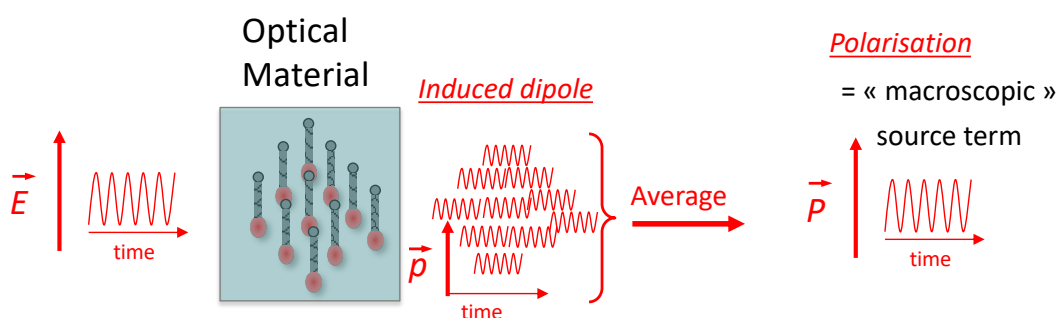 Optical
Material
Induced dipole
Polarisation
= « macroscopic »
source term
E
time
p
time
Average
P
time